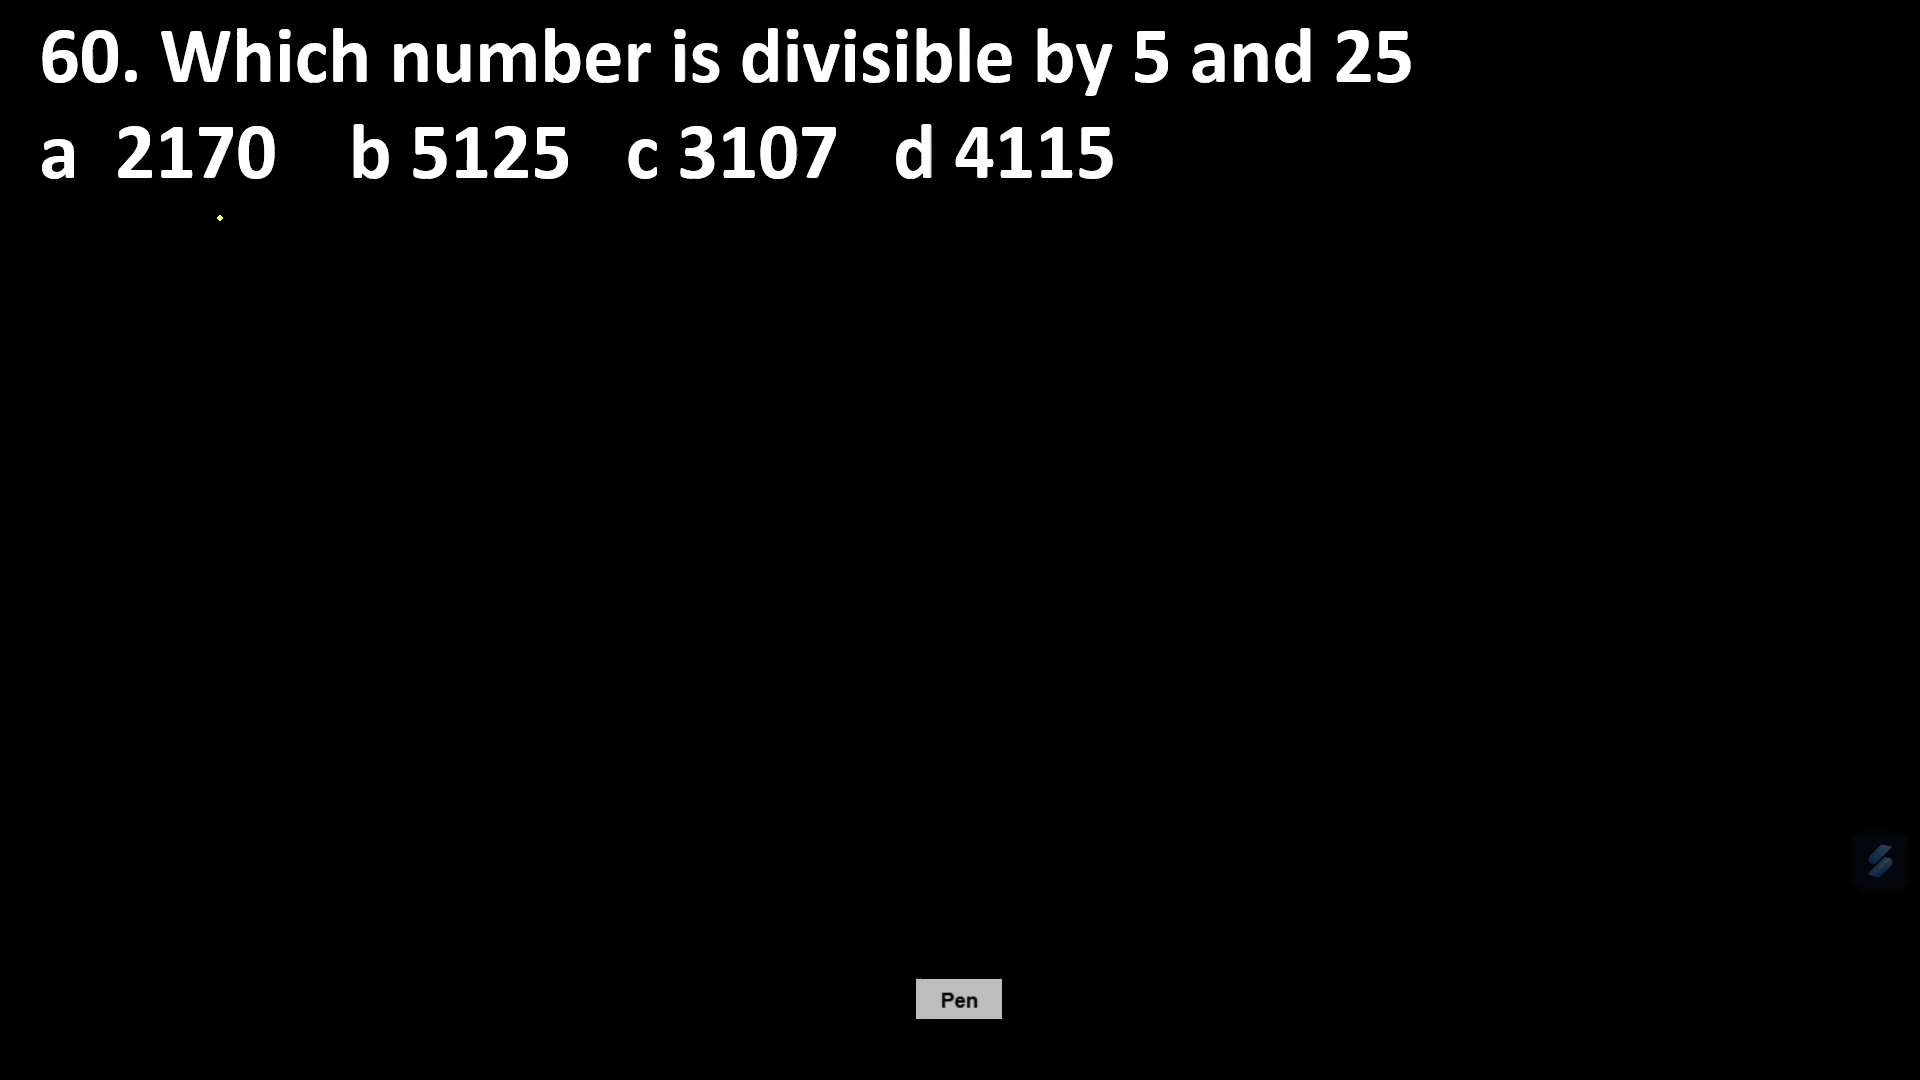 60. Which number is divisible by 5 and 25
a 2170 b 5125 c 3107 d 4115
Pen